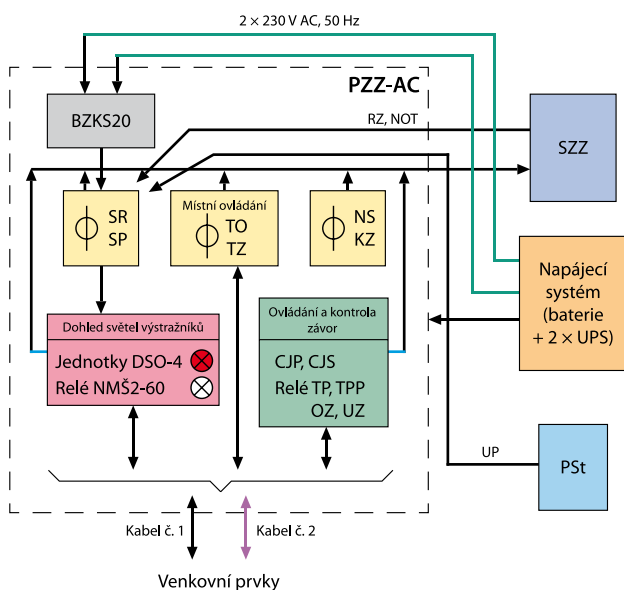 2 × 230 V AC, 50 Hz
PZZ-AC
BZKS20
RZ, NOT
SZZ
SR
SP
Místní ovládání
TO
TZ
NS
KZ
Napájecí
systém
(baterie
+ 2 × UPS)
Dohled světel výstražníků
Jednotky DSO-4
Relé NMŠ2-60
Ovládání a kontrola
závor
CJP, CJS
Relé TP, TPP
OZ, UZ
UP
PSt
Kabel č. 1
Kabel č. 2
Venkovní prvky